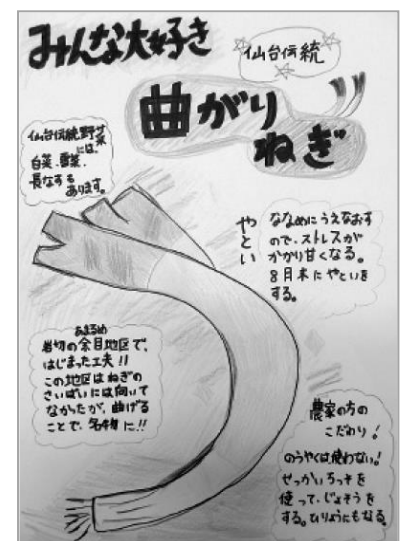 みんな大好き
仙台伝統
曲がり
ねぎ
仙台伝統野菜
には、
白菜、雪菜、
長なすも
あります。
やとい
ななめにうえなおす
ので、ストレスが
かかり甘くなる。
8月末にやといを
する。
あまるめ
岩切の余目地区で、
はじまった工夫!!
この地区はねぎの
さいばいには向いて
なかったが、曲げる
ことで、名物に!!
農家の方の
こだわり!
のうやくは使わない!
せっかいちっそを
使って、じょそうを
する。ひりょうにもなる。